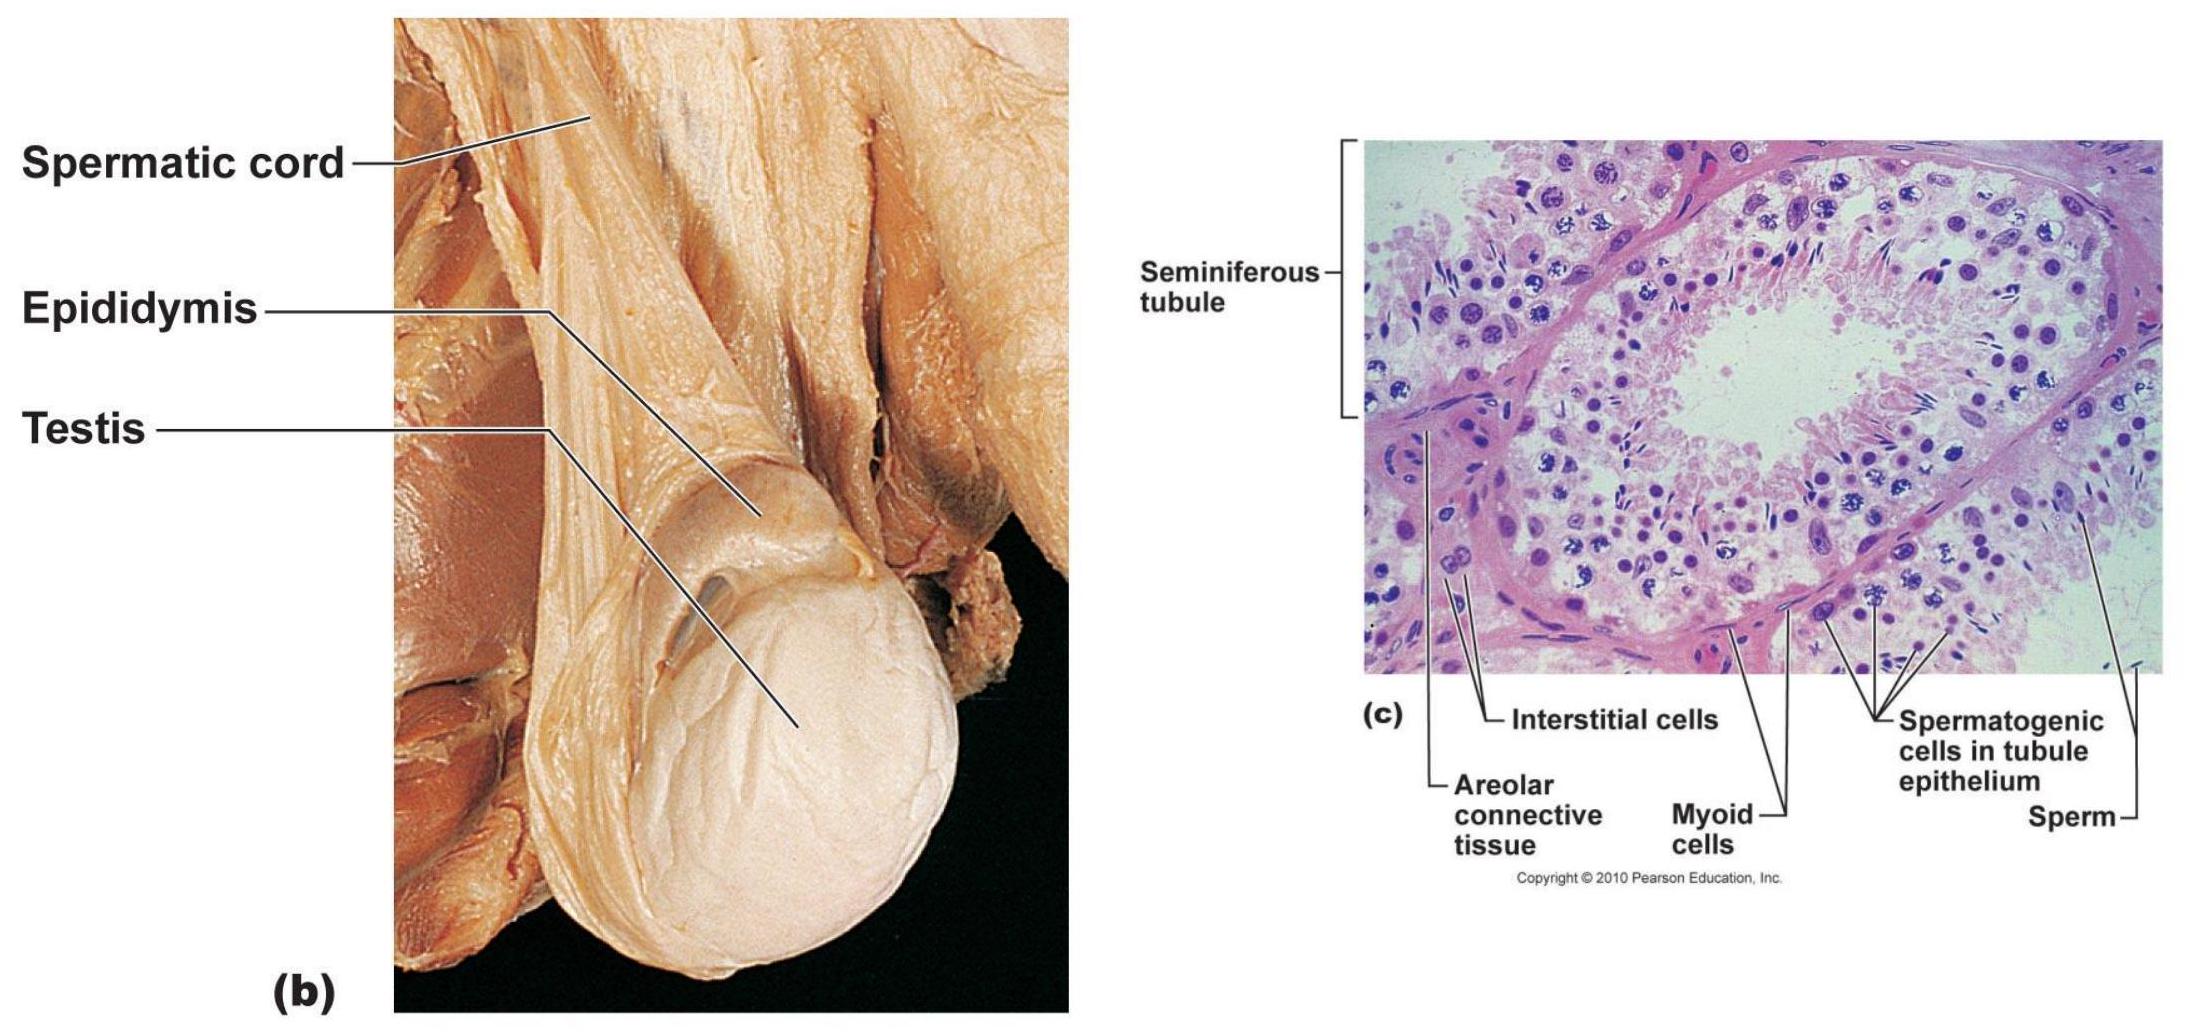 Spermatic cord
Epididymis
Testis
(b)
Seminiferous
tubule
(c)
Interstitial cells
Areolar
connective
tissue
Myoid
cells
Spermatogenic
cells in tubule
epithelium
Sperm
Copyright © 2010 Pearson Education, Inc.